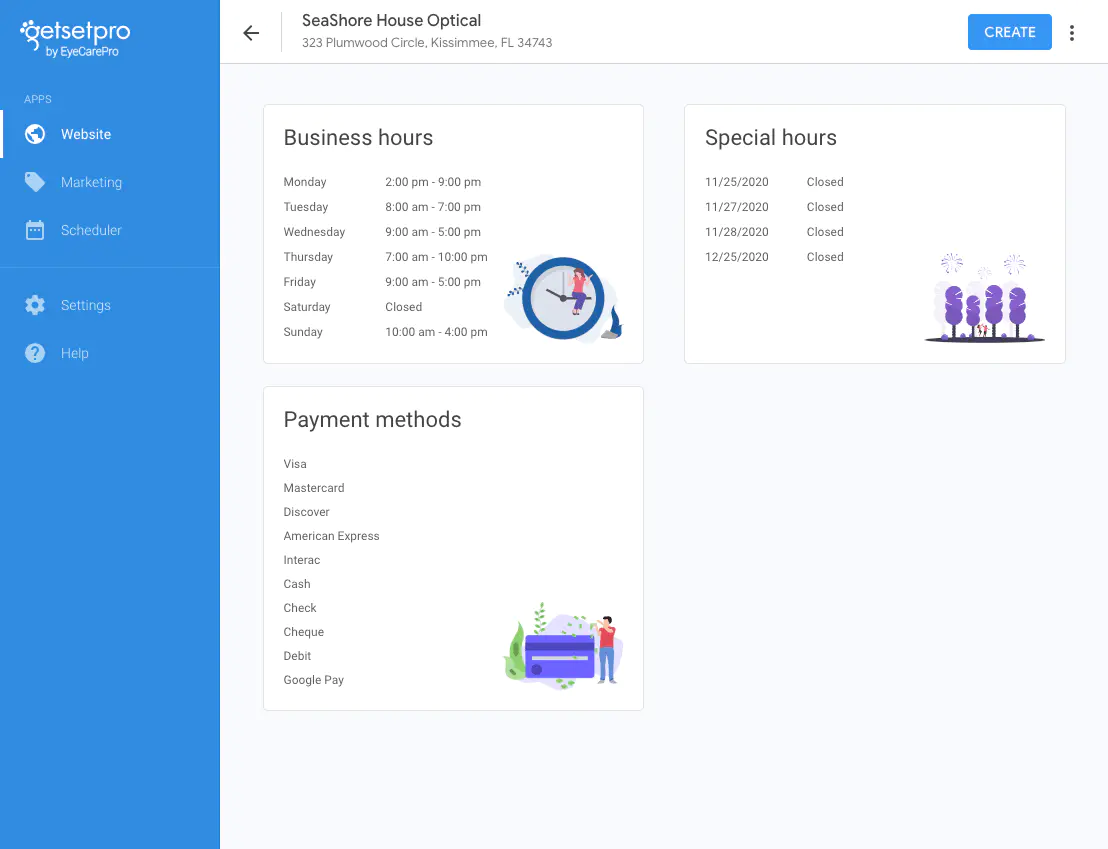 getsetpro
by EyeCarePro
APPS
Website
Marketing
Scheduler
Settings
Help
SeaShore House Optical
323 Plumwood Circle, Kissimmee, FL 34743
CREATE
Business hours
Monday 2:00 pm - 9:00 pm
Tuesday 8:00 am - 7:00 pm
Wednesday 9:00 am - 5:00 pm
Thursday 7:00 am - 10:00 pm
Friday 9:00 am - 5:00 pm
Saturday Closed
Sunday 10:00 am - 4:00 pm
Special hours
11/25/2020 Closed
11/27/2020 Closed
11/28/2020 Closed
12/25/2020 Closed
Payment methods
Visa
Mastercard
Discover
American Express
Interac
Cash
Check
Cheque
Debit
Google Pay